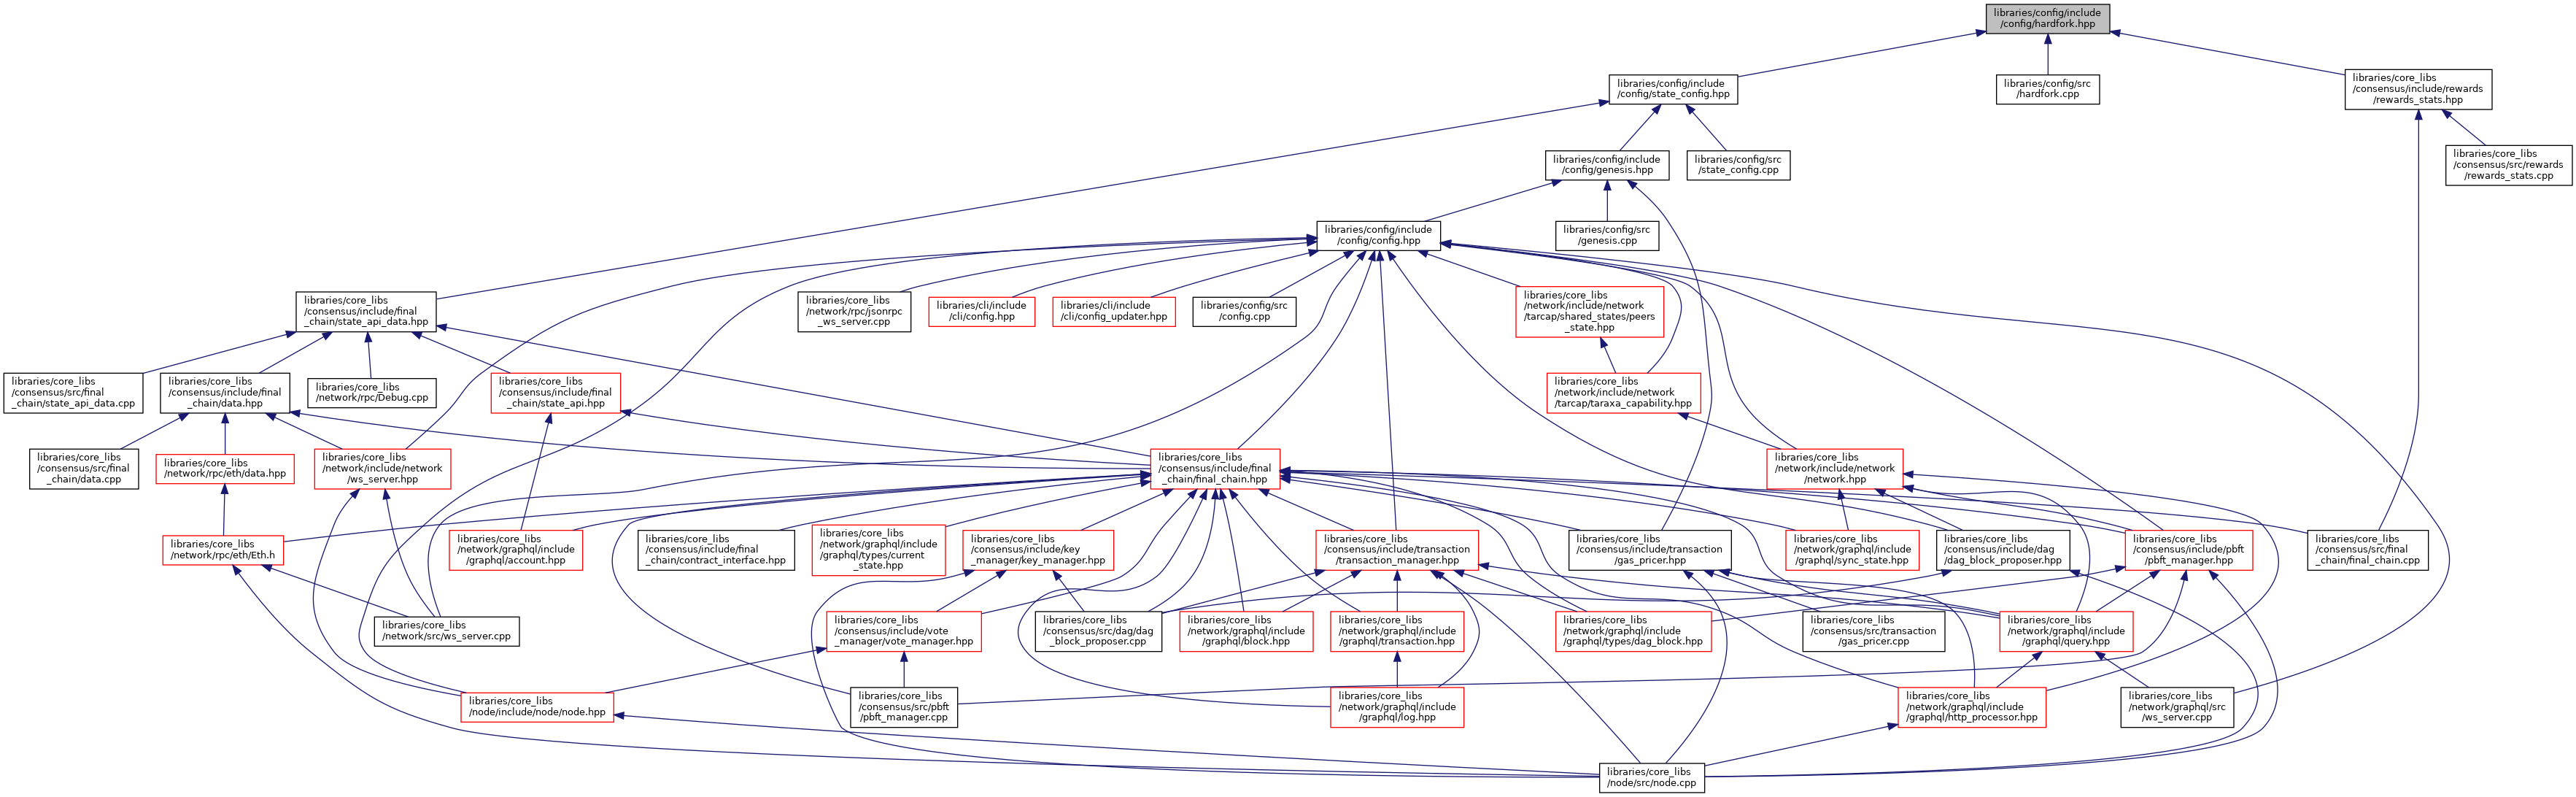 libraries/config/include
/config/hardfork.hpp
libraries/config/include
/config/state_config.hpp
libraries/config/src
/hardfork.cpp
libraries/core_libs
/consensus/include/rewards
/rewards_stats.hpp
libraries/config/include
/config/genesis.hpp
libraries/config/src
/state_config.cpp
libraries/core_libs
/consensus/src/rewards
/rewards_stats.cpp
libraries/config/include
/config/config.hpp
libraries/config/src
/genesis.cpp
libraries/core_libs
/consensus/include/final
_chain/state_api_data.hpp
libraries/core_libs
/network/rpc/jsonrpc
_ws_server.cpp
libraries/cli/include
/cli/config.hpp
libraries/cli/include
/cli/config_updater.hpp
libraries/config/src
/config.cpp
libraries/core_libs
/network/include/network
/tarcap/shared_states/peers
_state.hpp
libraries/core_libs
/consensus/src/final
_chain/state_api_data.cpp
libraries/core_libs
/consensus/include/final
_chain/data.hpp
libraries/core_libs
/network/rpc/Debug.cpp
libraries/core_libs
/consensus/include/final
_chain/state_api.hpp
libraries/core_libs
/network/include/network
/tarcap/taraxa_capability.hpp
libraries/core_libs
/consensus/src/final
_chain/data.cpp
libraries/core_libs
/network/rpc/eth/data.hpp
libraries/core_libs
/network/include/network
/ws_server.hpp
libraries/core_libs
/consensus/include/final
_chain/final_chain.hpp
libraries/core_libs
/network/include/network
/network.hpp
libraries/core_libs
/network/rpc/eth/Eth.h
libraries/core_libs
/network/graphql/include
/graphql/account.hpp
libraries/core_libs
/consensus/include/final
_chain/contract_interface.hpp
libraries/core_libs
/network/graphql/include
/graphql/types/current
_state.hpp
libraries/core_libs
/consensus/include/key
_manager/key_manager.hpp
libraries/core_libs
/consensus/include/transaction
/transaction_manager.hpp
libraries/core_libs
/consensus/include/transaction
/gas_pricer.hpp
libraries/core_libs
/network/graphql/include
/graphql/sync_state.hpp
libraries/core_libs
/consensus/include/dag
/dag_block_proposer.hpp
libraries/core_libs
/consensus/include/pbft
/pbft_manager.hpp
libraries/core_libs
/consensus/src/final
_chain/final_chain.cpp
libraries/core_libs
/network/src/ws_server.cpp
libraries/core_libs
/consensus/include/vote
_manager/vote_manager.hpp
libraries/core_libs
/consensus/src/dag/dag
_block_proposer.cpp
libraries/core_libs
/network/graphql/include
/graphql/block.hpp
libraries/core_libs
/network/graphql/include
/graphql/transaction.hpp
libraries/core_libs
/network/graphql/include
/graphql/types/dag_block.hpp
libraries/core_libs
/consensus/src/transaction
/gas_pricer.cpp
libraries/core_libs
/network/graphql/include
/graphql/query.hpp
libraries/core_libs
/node/include/node/node.hpp
libraries/core_libs
/consensus/src/pbft
/pbft_manager.cpp
libraries/core_libs
/network/graphql/include
/graphql/log.hpp
libraries/core_libs
/network/graphql/include
/graphql/http_processor.hpp
libraries/core_libs
/network/graphql/src
/ws_server.cpp
libraries/core_libs
/node/src/node.cpp